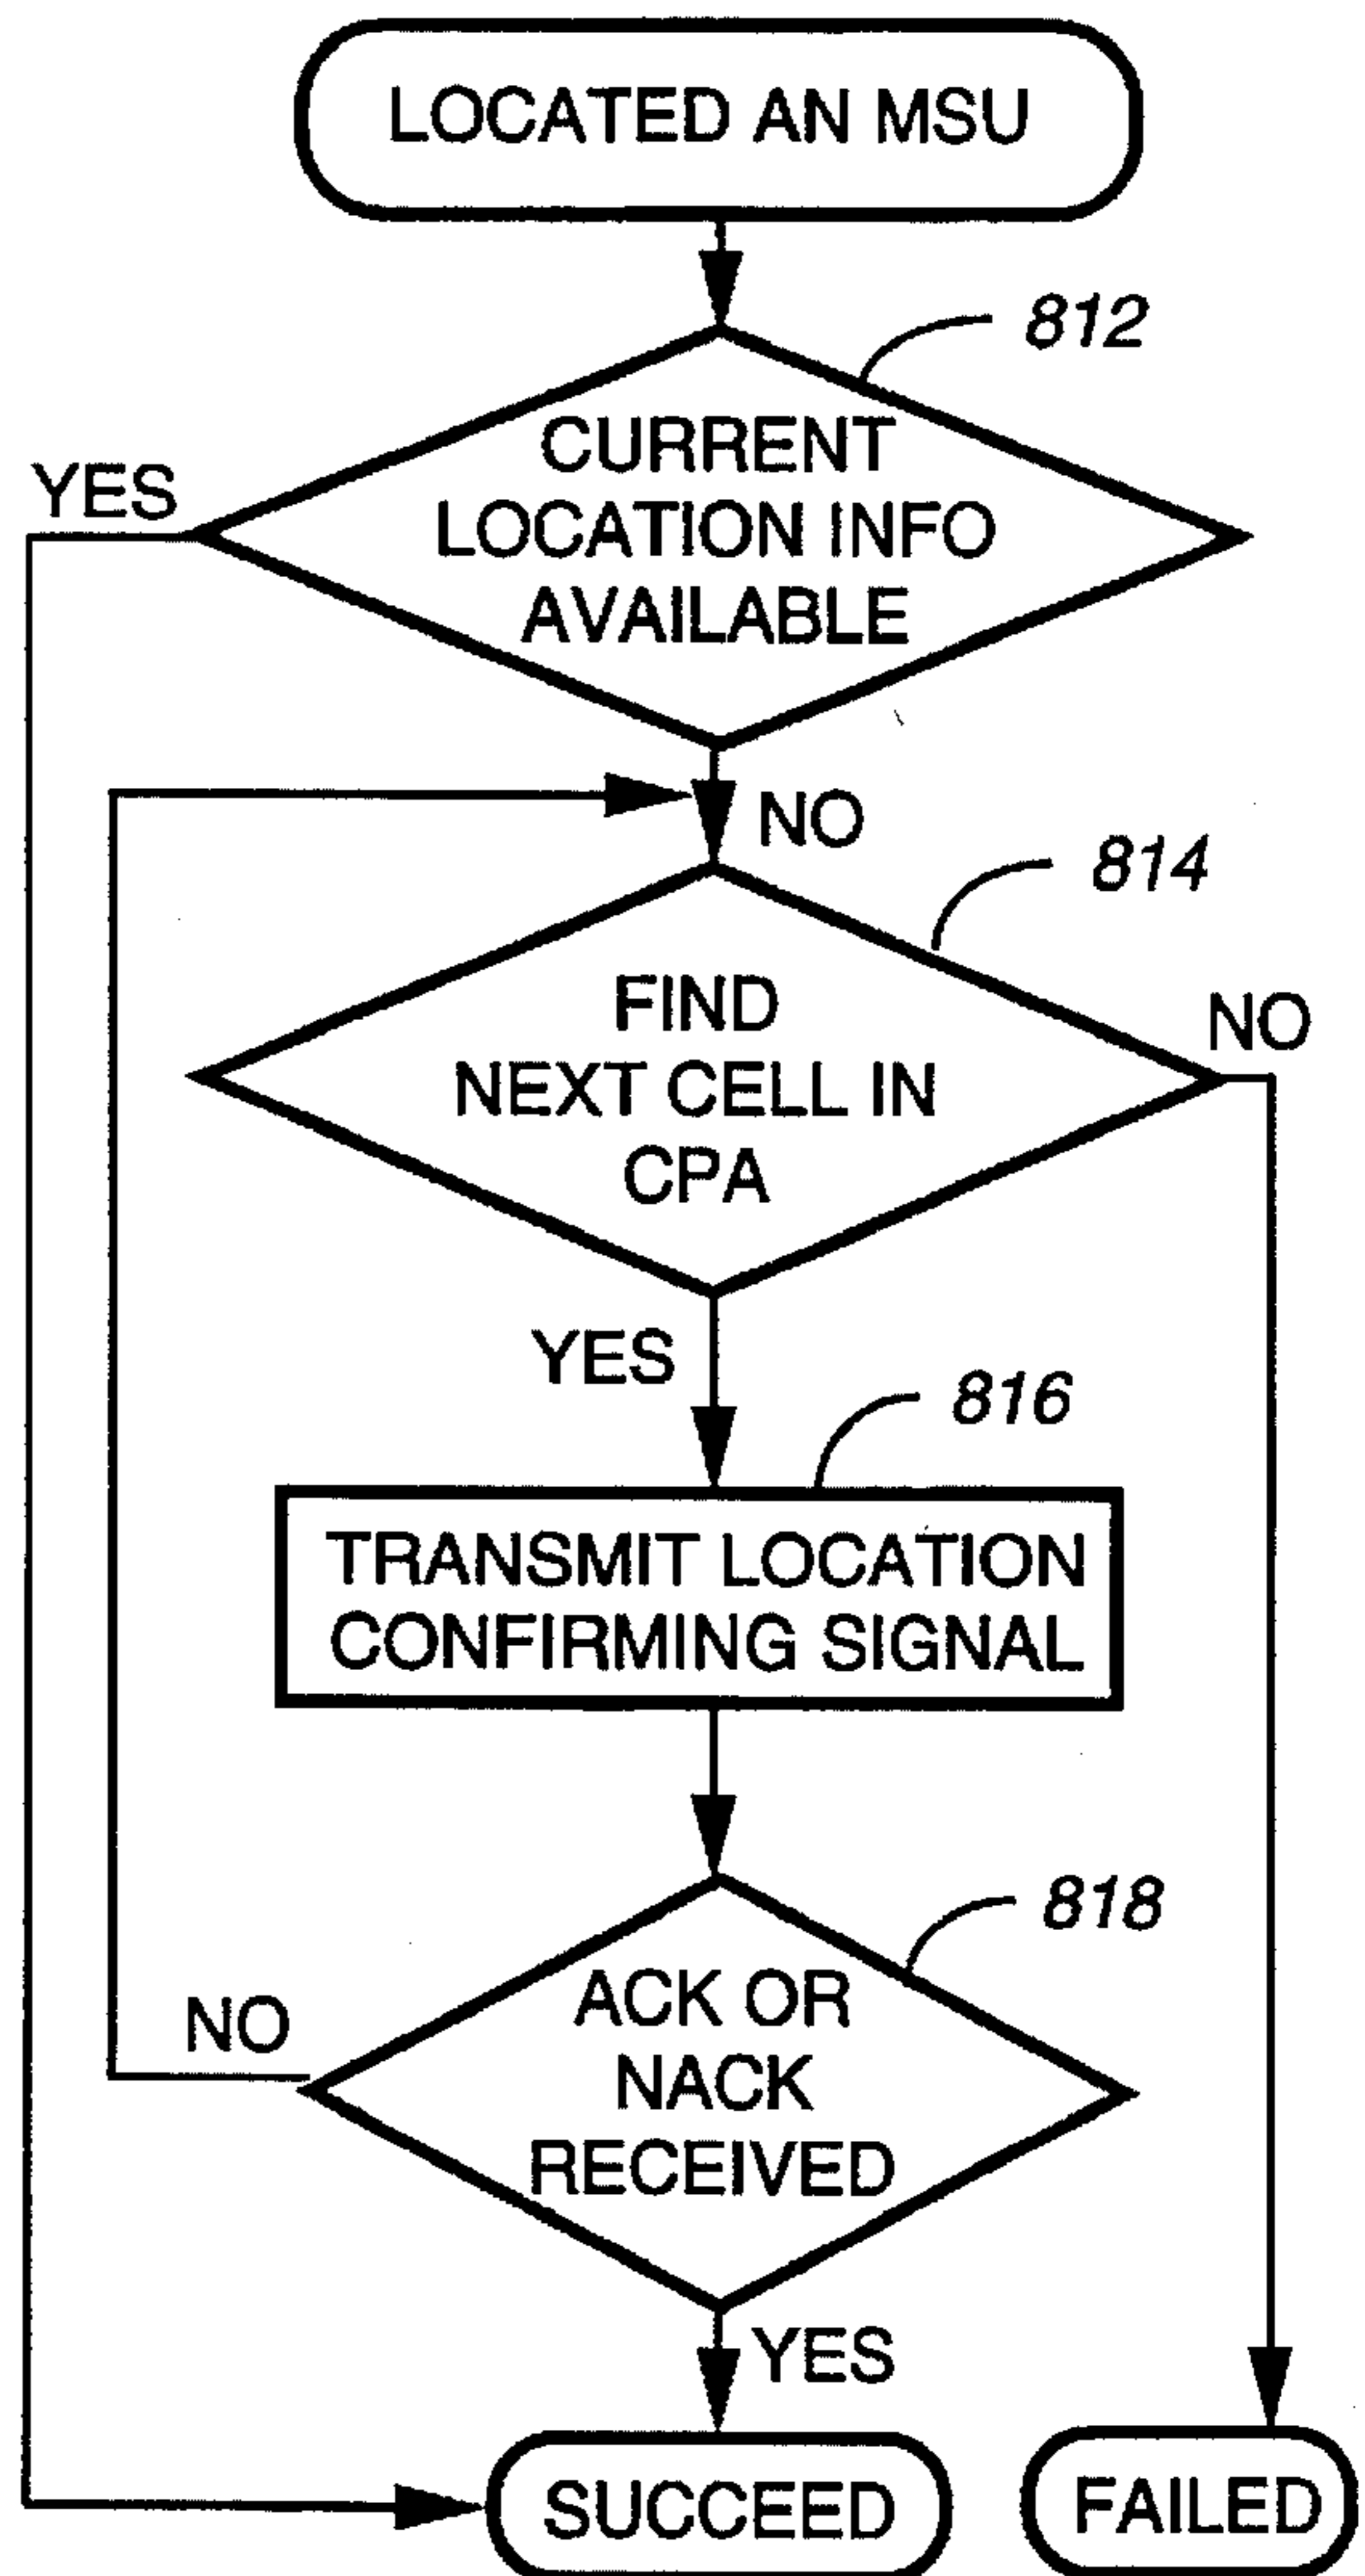 LOCATED AN MSU
812
CURRENT
LOCATION INFO
AVAILABLE
YES
NO
814
FIND
NEXT CELL IN
CPA
NO
YES
816
TRANSMIT LOCATION
CONFIRMING SIGNAL
818
ACK OR
NACK
RECEIVED
NO
YES
SUCCEED
FAILED